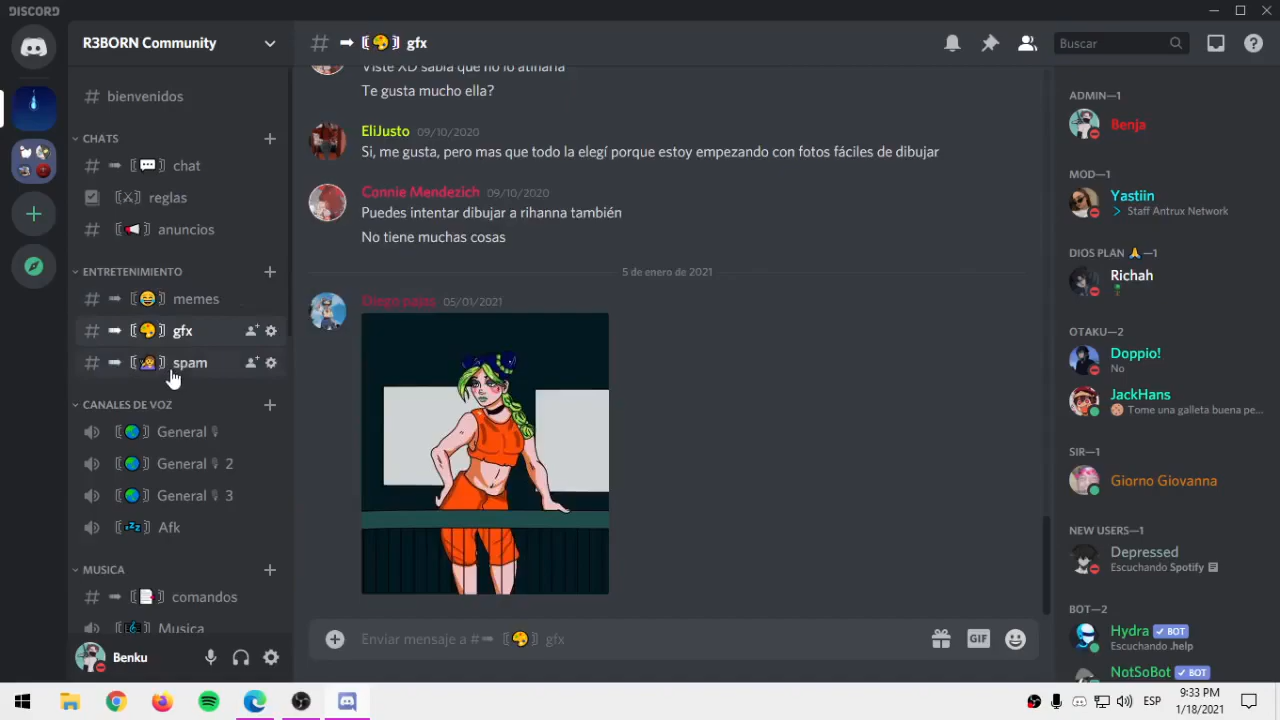 DISCORD
R3BORN Community
# ➡ 〘🎨〙 gfx
Buscar
# bienvenidos
CHATS
# ➡ 〘💬〙 chat
〘⚔〙 reglas
〘📢〙 anuncios
ENTRETENIMIENTO
# ➡ 〘😄〙 memes
# ➡ 〘🎨〙 gfx
# ➡ 〘🙋〙 spam
CANALES DE VOZ
〘🌎〙 General🎙
〘🌎〙 General🎙 2
〘🌎〙 General🎙 3
〘💤〙 Afk
MUSICA
# ➡ 〘📑〙 comandos
〘🎼〙 Musica
Benku
Viste XD sabia que no lo atinaria
Te gusta mucho ella?
EliJusto 09/10/2020
Si, me gusta, pero mas que todo la elegí porque estoy empezando con fotos fáciles de dibujar
Connie Mendezich 09/10/2020
Puedes intentar dibujar a rihanna también
No tiene muchas cosas
5 de enero de 2021
Diego pajas 05/01/2021
Enviar mensaje a #➡ 〘🎨〙 gfx
GIF
ADMIN—1
Benja
MOD—1
Yastiin
Staff Antrux Network
DIOS PLAN 🙏—1
Richah
OTAKU—2
Doppio!
No
JackHans
🍪 Tome una galleta buena pe...
SIR—1
Giorno Giovanna
NEW USERS—1
Depressed
Escuchando Spotify
BOT—2
Hydra ✓ BOT
Escuchando .help
NotSoBot ✓ BOT
ESP
9:33 PM
1/18/2021